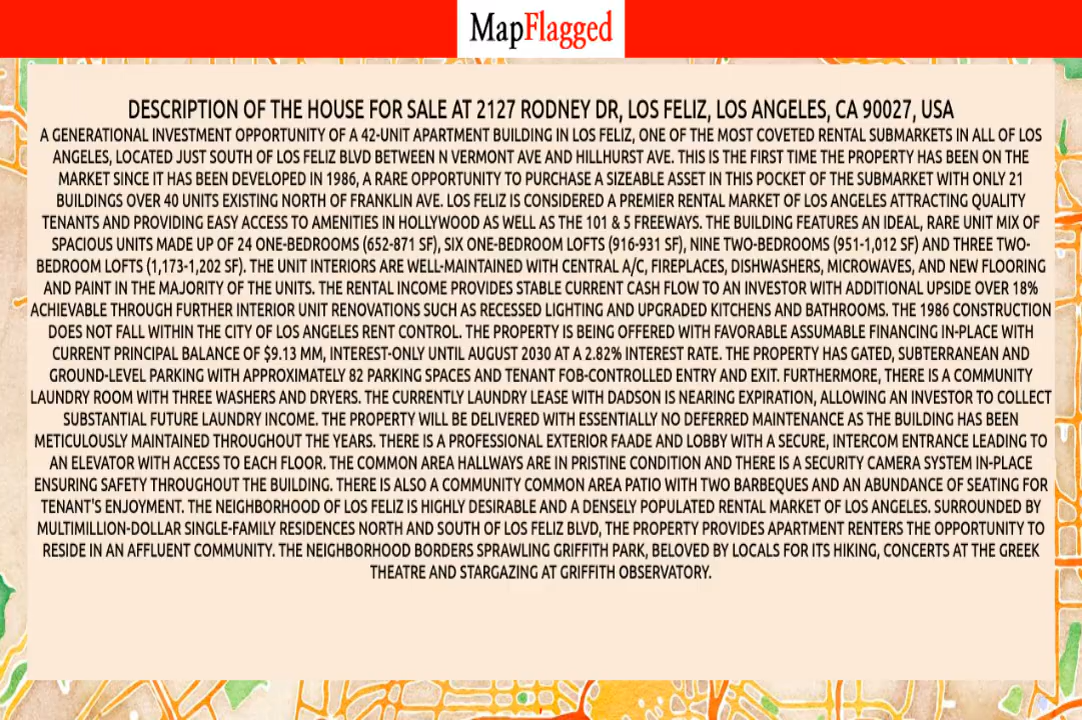 MapFlagged
DESCRIPTION OF THE HOUSE FOR SALE AT 2127 RODNEY DR, LOS FELIZ, LOS ANGELES, CA 90027, USA
A GENERATIONAL INVESTMENT OPPORTUNITY OF A 42-UNIT APARTMENT BUILDING IN LOS FELIZ, ONE OF THE MOST COVETED RENTAL SUBMARKETS IN ALL OF LOS
ANGELES, LOCATED JUST SOUTH OF LOS FELIZ BLVD BETWEEN N VERMONT AVE AND HILLHURST AVE. THIS IS THE FIRST TIME THE PROPERTY HAS BEEN ON THE
MARKET SINCE IT HAS BEEN DEVELOPED IN 1986, A RARE OPPORTUNITY TO PURCHASE A SIZEABLE ASSET IN THIS POCKET OF THE SUBMARKET WITH ONLY 21
BUILDINGS OVER 40 UNITS EXISTING NORTH OF FRANKLIN AVE. LOS FELIZ IS CONSIDERED A PREMIER RENTAL MARKET OF LOS ANGELES ATTRACTING QUALITY
TENANTS AND PROVIDING EASY ACCESS TO AMENITIES IN HOLLYWOOD AS WELL AS THE 101 & 5 FREEWAYS. THE BUILDING FEATURES AN IDEAL, RARE UNIT MIX OF
SPACIOUS UNITS MADE UP OF 24 ONE-BEDROOMS (652-871 SF), SIX ONE-BEDROOM LOFTS (916-931 SF), NINE TWO-BEDROOMS (951-1,012 SF) AND THREE TWO-
BEDROOM LOFTS (1,173-1,202 SF). THE UNIT INTERIORS ARE WELL-MAINTAINED WITH CENTRAL A/C, FIREPLACES, DISHWASHERS, MICROWAVES, AND NEW FLOORING
AND PAINT IN THE MAJORITY OF THE UNITS. THE RENTAL INCOME PROVIDES STABLE CURRENT CASH FLOW TO AN INVESTOR WITH ADDITIONAL UPSIDE OVER 18%
ACHIEVABLE THROUGH FURTHER INTERIOR UNIT RENOVATIONS SUCH AS RECESSED LIGHTING AND UPGRADED KITCHENS AND BATHROOMS. THE 1986 CONSTRUCTION
DOES NOT FALL WITHIN THE CITY OF LOS ANGELES RENT CONTROL. THE PROPERTY IS BEING OFFERED WITH FAVORABLE ASSUMABLE FINANCING IN-PLACE WITH
CURRENT PRINCIPAL BALANCE OF $9.13 MM, INTEREST-ONLY UNTIL AUGUST 2030 AT A 2.82% INTEREST RATE. THE PROPERTY HAS GATED, SUBTERRANEAN AND
GROUND-LEVEL PARKING WITH APPROXIMATELY 82 PARKING SPACES AND TENANT FOB-CONTROLLED ENTRY AND EXIT. FURTHERMORE, THERE IS A COMMUNITY
LAUNDRY ROOM WITH THREE WASHERS AND DRYERS. THE CURRENTLY LAUNDRY LEASE WITH DADSON IS NEARING EXPIRATION, ALLOWING AN INVESTOR TO COLLECT
SUBSTANTIAL FUTURE LAUNDRY INCOME. THE PROPERTY WILL BE DELIVERED WITH ESSENTIALLY NO DEFERRED MAINTENANCE AS THE BUILDING HAS BEEN
METICULOUSLY MAINTAINED THROUGHOUT THE YEARS. THERE IS A PROFESSIONAL EXTERIOR FAADE AND LOBBY WITH A SECURE, INTERCOM ENTRANCE LEADING TO
AN ELEVATOR WITH ACCESS TO EACH FLOOR. THE COMMON AREA HALLWAYS ARE IN PRISTINE CONDITION AND THERE IS A SECURITY CAMERA SYSTEM IN-PLACE
ENSURING SAFETY THROUGHOUT THE BUILDING. THERE IS ALSO A COMMUNITY COMMON AREA PATIO WITH TWO BARBEQUES AND AN ABUNDANCE OF SEATING FOR
TENANT'S ENJOYMENT. THE NEIGHBORHOOD OF LOS FELIZ IS HIGHLY DESIRABLE AND A DENSELY POPULATED RENTAL MARKET OF LOS ANGELES. SURROUNDED BY
MULTIMILLION-DOLLAR SINGLE-FAMILY RESIDENCES NORTH AND SOUTH OF LOS FELIZ BLVD, THE PROPERTY PROVIDES APARTMENT RENTERS THE OPPORTUNITY TO
RESIDE IN AN AFFLUENT COMMUNITY. THE NEIGHBORHOOD BORDERS SPRAWLING GRIFFITH PARK, BELOVED BY LOCALS FOR ITS HIKING, CONCERTS AT THE GREEK
THEATRE AND STARGAZING AT GRIFFITH OBSERVATORY.